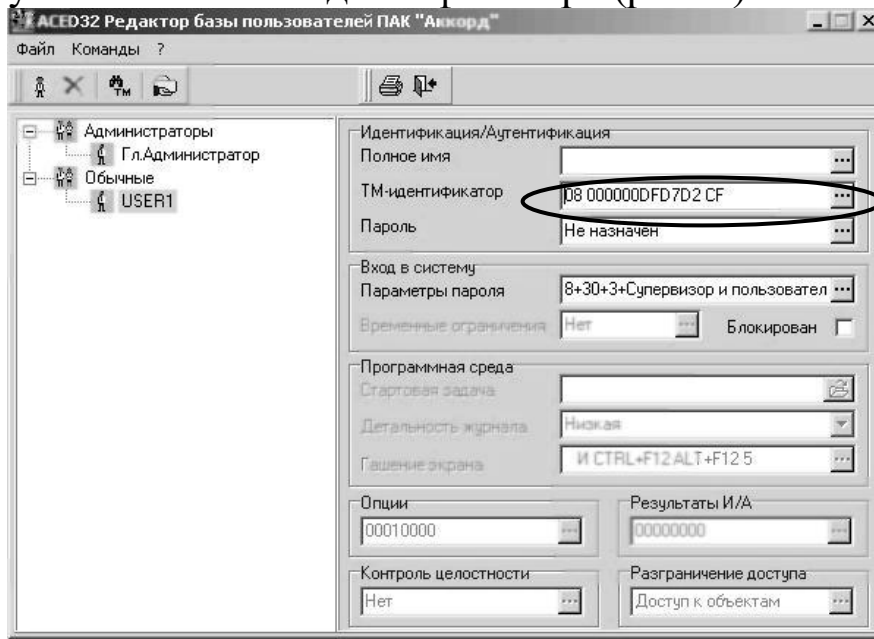 ACED32 Редактор базы пользователей ПАК "Аккорд"
Файл Команды ?
ТМ
Администраторы
Гл.Администратор
Обычные
USER1
Идентификация/Аутентификация
Полное имя
ТМ-идентификатор 08 000000DFD7D2 CF
Пароль Не назначен
Вход в систему
Параметры пароля 8+30+3+Супервизор и пользовател
Временные ограничения Нет Блокирован
Программная среда
Стартовая задача
Детальность журнала Низкая
Гашение экрана И CTRL+F12 ALT+F12 5
Опции
00010000
Результаты И/А
00000000
Контроль целостности
Нет
Разграничение доступа
Доступ к объектам